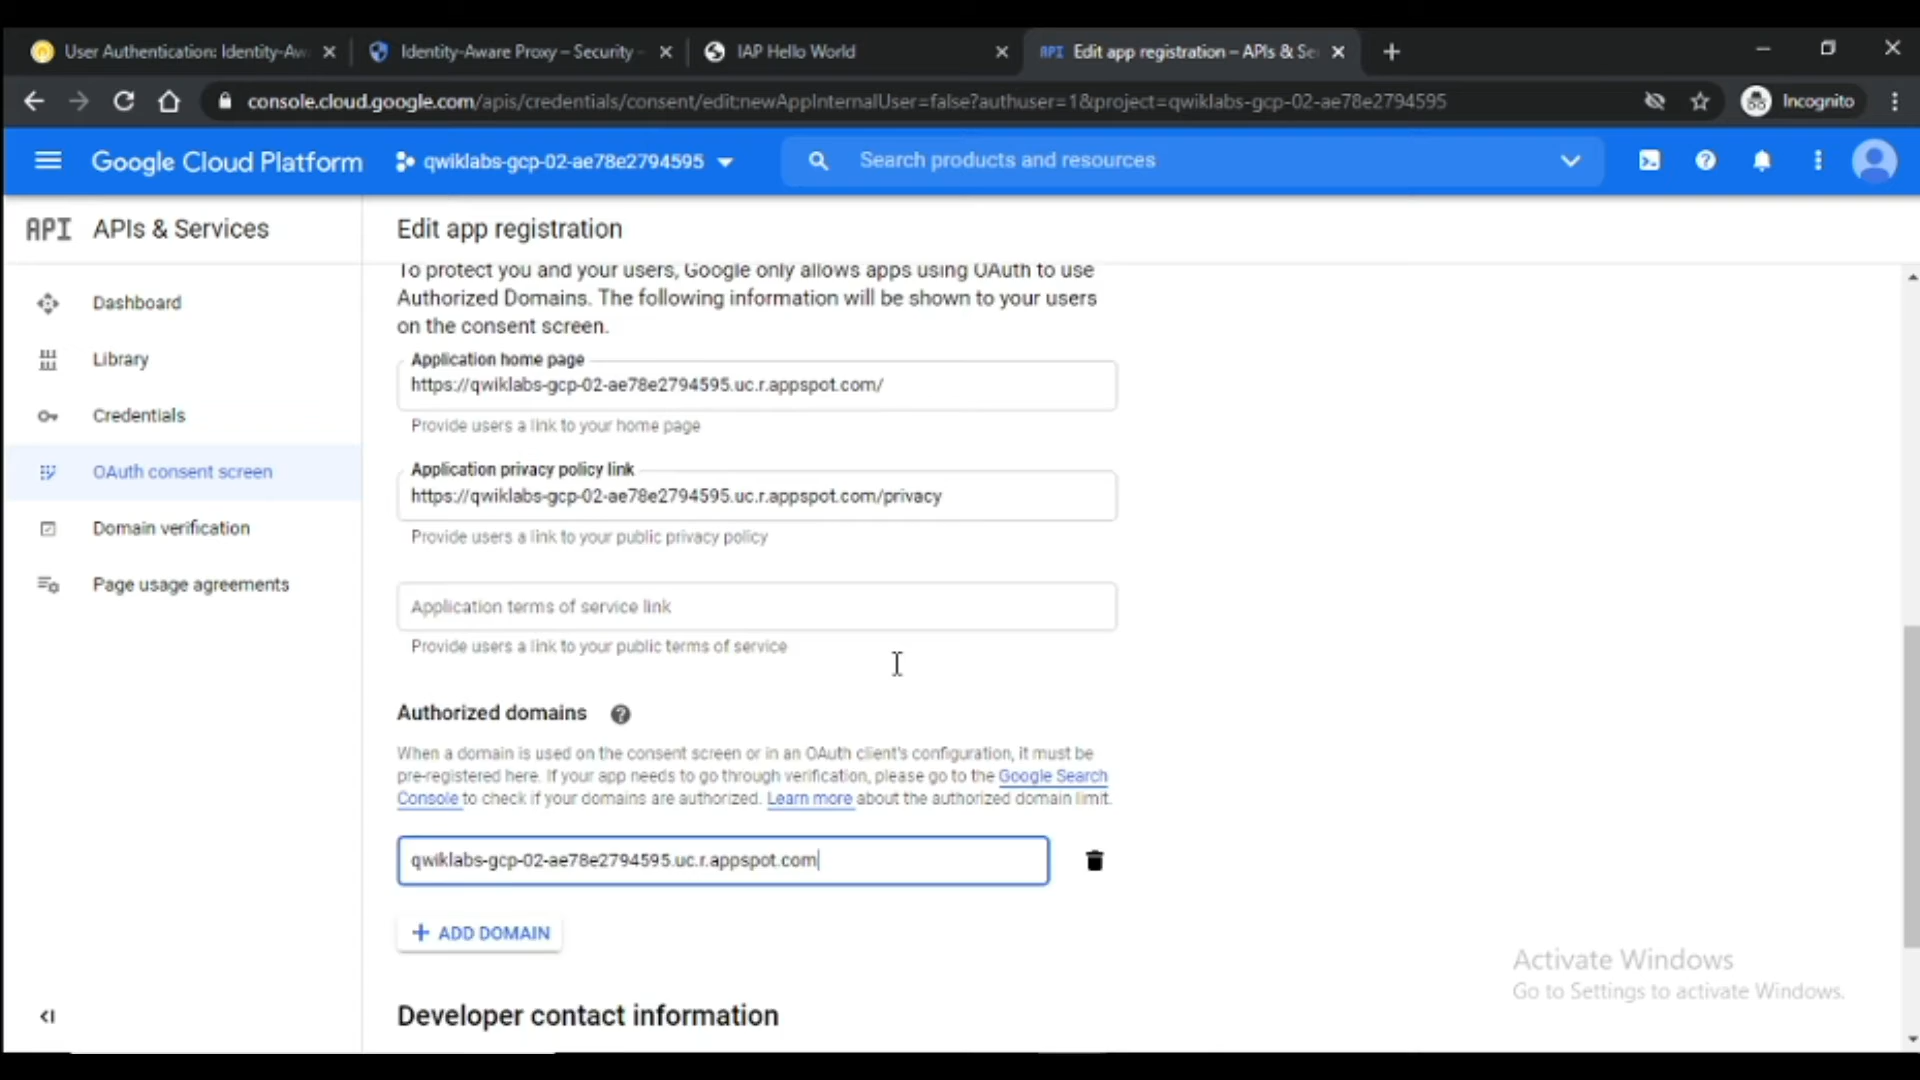 User Authentication: Identity-Aw
Identity-Aware Proxy – Security
IAP Hello World
API Edit app registration – APIs & Se
console.cloud.google.com/apis/credentials/consent/edit;newAppInternalUser=false?authuser=1&project=qwiklabs-gcp-02-ae78e2794595
Incognito
Google Cloud Platform
qwiklabs-gcp-02-ae78e2794595
Search products and resources
API APIs & Services
Edit app registration
Dashboard
Library
Credentials
OAuth consent screen
Domain verification
Page usage agreements
To protect you and your users, Google only allows apps using OAuth to use
Authorized Domains. The following information will be shown to your users
on the consent screen.
Application home page
https://qwiklabs-gcp-02-ae78e2794595.uc.r.appspot.com/
Provide users a link to your home page
Application privacy policy link
https://qwiklabs-gcp-02-ae78e2794595.uc.r.appspot.com/privacy
Provide users a link to your public privacy policy
Application terms of service link
Provide users a link to your public terms of service
Authorized domains
When a domain is used on the consent screen or in an OAuth client's configuration, it must be
pre-registered here. If your app needs to go through verification, please go to the Google Search
Console to check if your domains are authorized. Learn more about the authorized domain limit.
qwiklabs-gcp-02-ae78e2794595.uc.r.appspot.com
+ ADD DOMAIN
Developer contact information
Activate Windows
Go to Settings to activate Windows.